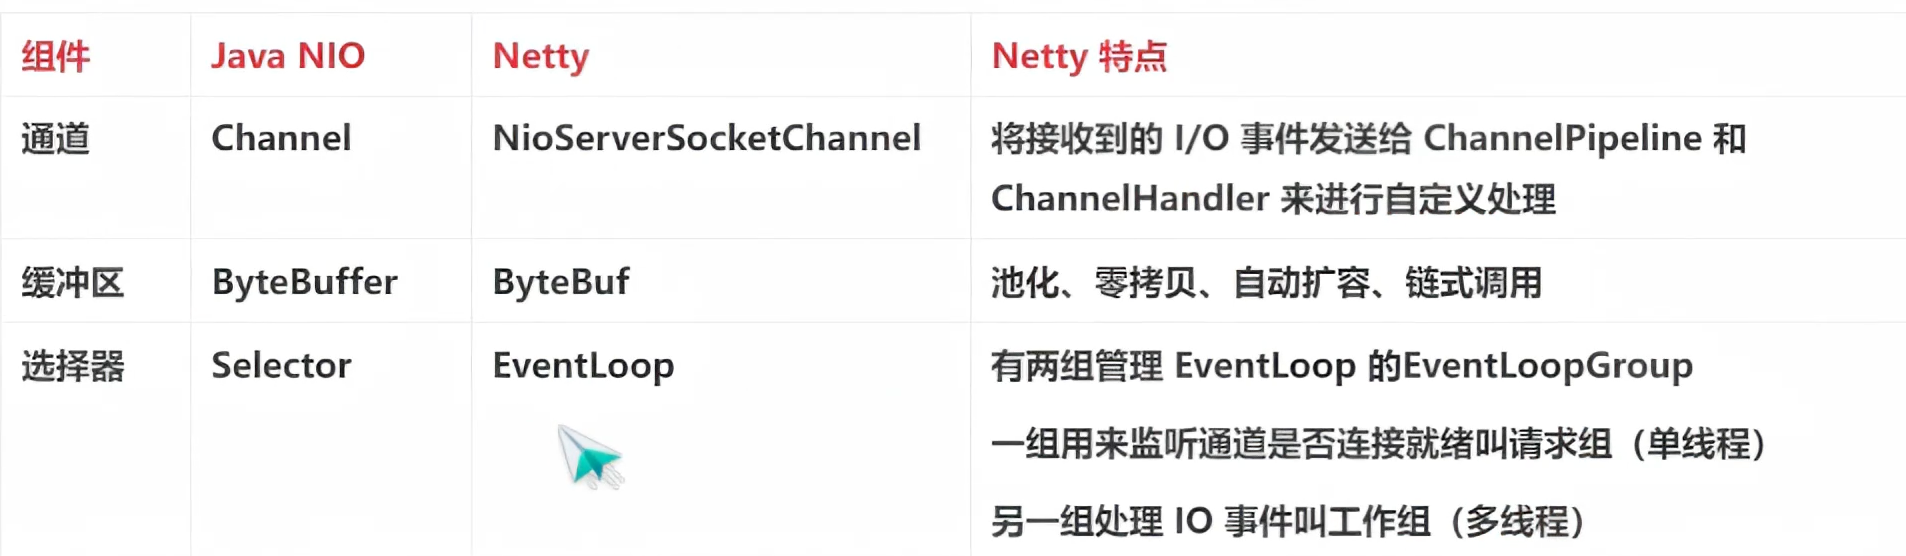 组件 Java NIO Netty Netty 特点
通道 Channel NioServerSocketChannel 将接收到的 I/O 事件发送给 ChannelPipeline 和
ChannelHandler 来进行自定义处理
缓冲区 ByteBuffer ByteBuf 池化、零拷贝、自动扩容、链式调用
选择器 Selector EventLoop 有两组管理 EventLoop 的EventLoopGroup
一组用来监听通道是否连接就绪叫请求组（单线程）
另一组处理 IO 事件叫工作组（多线程）